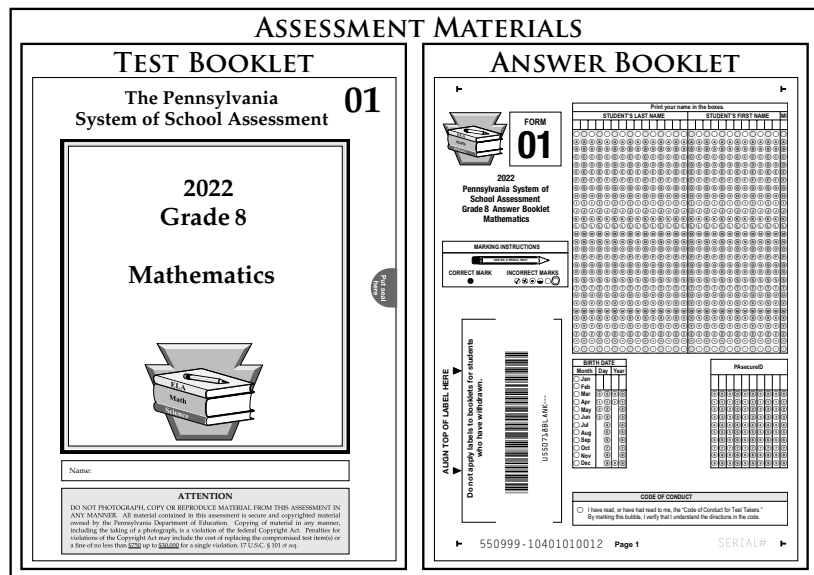 ASSESSMENT MATERIALS
TEST BOOKLET
The Pennsylvania
System of School Assessment
01
2022
Grade 8
Mathematics
Put seal
here
ELA
Math
Science
Name:
ATTENTION
DO NOT PHOTOGRAPH, COPY OR REPRODUCE MATERIAL FROM THIS ASSESSMENT IN
ANY MANNER. All material contained in this assessment is secure and copyrighted material
owned by the Pennsylvania Department of Education. Copying of material in any manner,
including the taking of a photograph, is a violation of the federal Copyright Act. Penalties for
violations of the Copyright Act may include the cost of replacing the compromised test item(s) or
a fine of no less than $750 up to $30,000 for a single violation. 17 U.S.C. § 101 et seq.
ANSWER BOOKLET
ELA
Math
Science
FORM
01
2022
Pennsylvania System of
School Assessment
Grade 8 Answer Booklet
Mathematics
MARKING INSTRUCTIONS
CORRECT MARK
INCORRECT MARKS
ALIGN TOP OF LABEL HERE
Do not apply labels to booklets for students
who have withdrawn.
Print your name in the boxes.
STUDENT'S LAST NAME
STUDENT'S FIRST NAME
MI
BIRTH DATE
Month Day Year
Jan
Feb
Mar
Apr
May
Jun
Jul
Aug
Sep
Oct
Nov
Dec
PAsecureID
CODE OF CONDUCT
I have read, or have had read to me, the "Code of Conduct for Test Takers."
By marking this bubble, I verify that I understand the directions in the code.
550999-10401010012
Page 1
SERIAL#